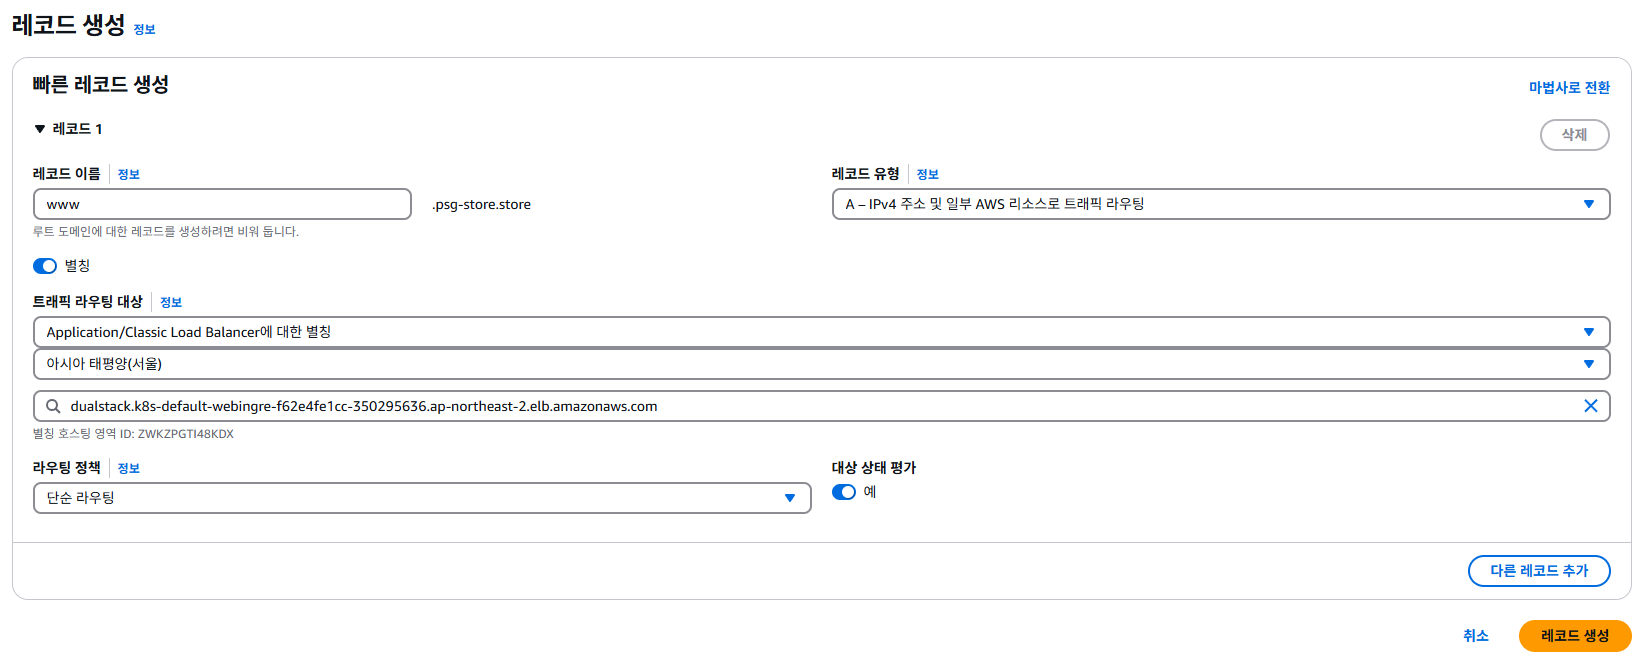 레코드 생성 정보
빠른 레코드 생성
마법사로 전환
레코드 1
삭제
레코드 이름 정보
www .psg-store.store
루트 도메인에 대한 레코드를 생성하려면 비워 둡니다.
레코드 유형 정보
A – IPv4 주소 및 일부 AWS 리소스로 트래픽 라우팅
별칭
트래픽 라우팅 대상 정보
Application/Classic Load Balancer에 대한 별칭
아시아 태평양(서울)
dualstack.k8s-default-webingre-f62e4fe1cc-350295636.ap-northeast-2.elb.amazonaws.com
별칭 호스팅 영역 ID: ZWKZPGTI48KDX
라우팅 정책 정보
단순 라우팅
대상 상태 평가
예
다른 레코드 추가
취소
레코드 생성